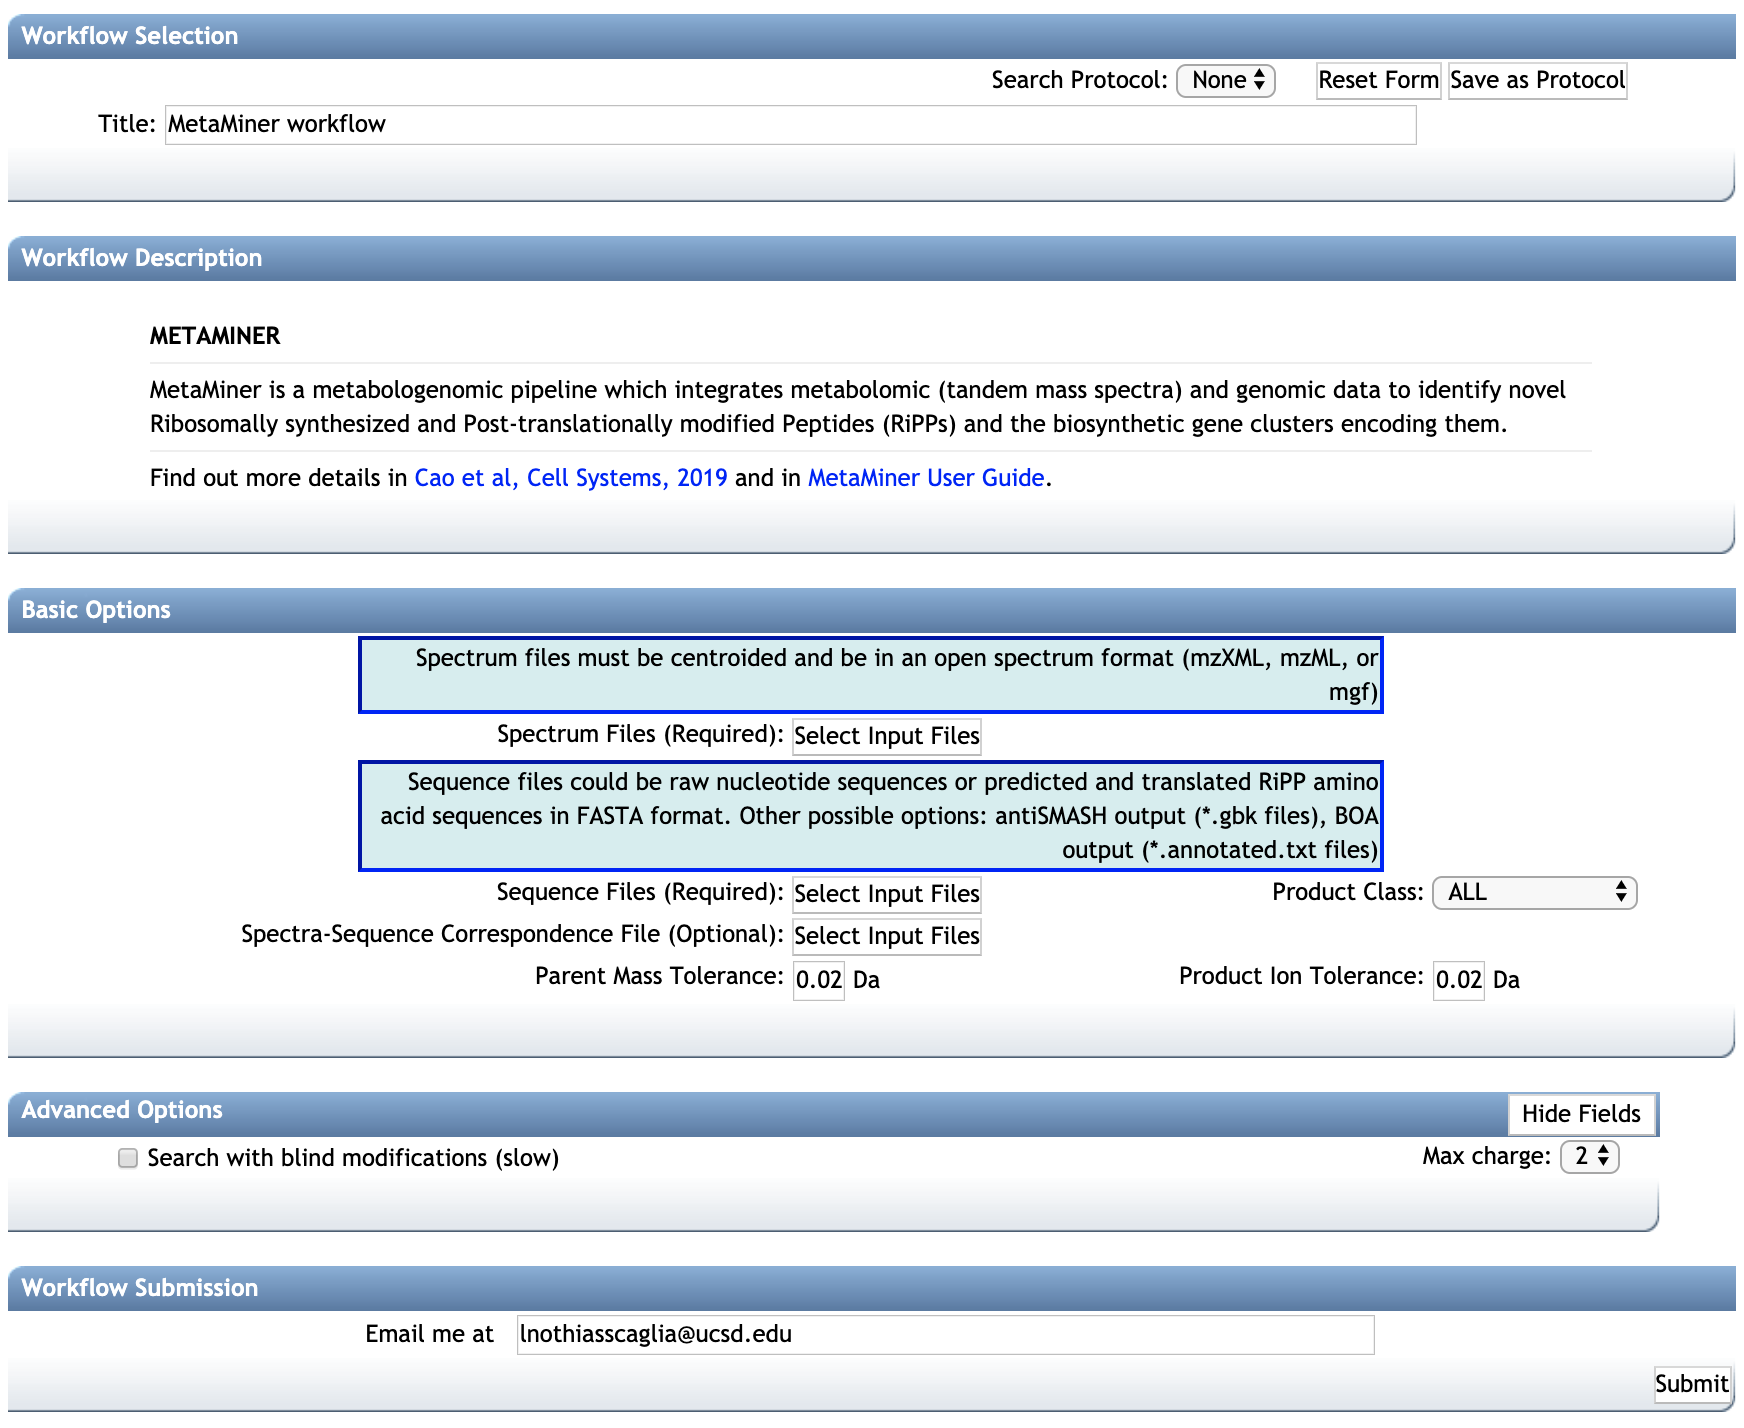 Workflow Selection
Search Protocol: None Reset Form Save as Protocol
Title: MetaMiner workflow
Workflow Description
METAMINER
MetaMiner is a metabologenomic pipeline which integrates metabolomic (tandem mass spectra) and genomic data to identify novel
Ribosomally synthesized and Post-translationally modified Peptides (RiPPs) and the biosynthetic gene clusters encoding them.
Find out more details in Cao et al, Cell Systems, 2019 and in MetaMiner User Guide.
Basic Options
Spectrum files must be centroided and be in an open spectrum format (mzXML, mzML, or
mgf)
Spectrum Files (Required): Select Input Files
Sequence files could be raw nucleotide sequences or predicted and translated RiPP amino
acid sequences in FASTA format. Other possible options: antiSMASH output (*.gbk files), BOA
output (*.annotated.txt files)
Sequence Files (Required): Select Input Files Product Class: ALL
Spectra-Sequence Correspondence File (Optional): Select Input Files
Parent Mass Tolerance: 0.02 Da Product Ion Tolerance: 0.02 Da
Advanced Options Hide Fields
Search with blind modifications (slow) Max charge: 2
Workflow Submission
Email me at lnothiasscaglia@ucsd.edu
Submit